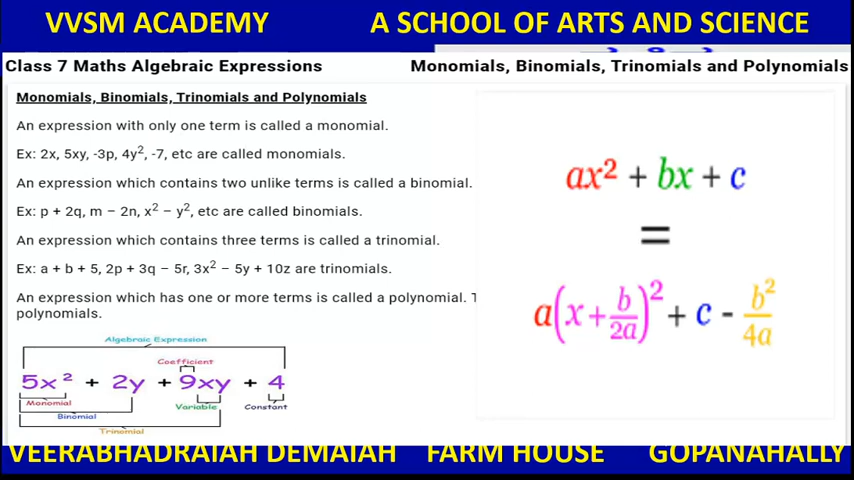 VVSM ACADEMY A SCHOOL OF ARTS AND SCIENCE
Class 7 Maths Algebraic Expressions Monomials, Binomials, Trinomials and Polynomials
Monomials, Binomials, Trinomials and Polynomials
An expression with only one term is called a monomial.
Ex: 2x, 5xy, -3p, 4y², -7, etc are called monomials.
An expression which contains two unlike terms is called a binomial.
Ex: p + 2q, m − 2n, x² − y², etc are called binomials.
An expression which contains three terms is called a trinomial.
Ex: a + b + 5, 2p + 3q − 5r, 3x² − 5y + 10z are trinomials.
An expression which has one or more terms is called a polynomial.
polynomials.
Algebraic Expression
Coefficient
5x² + 2y + 9xy + 4
Monomial Variable Constant
Binomial
Trinomial
ax² + bx + c
=
a(x + b/2a)² + c - b²/4a
VEERABHADRAIAH DEMAIAH FARM HOUSE GOPANAHALLY